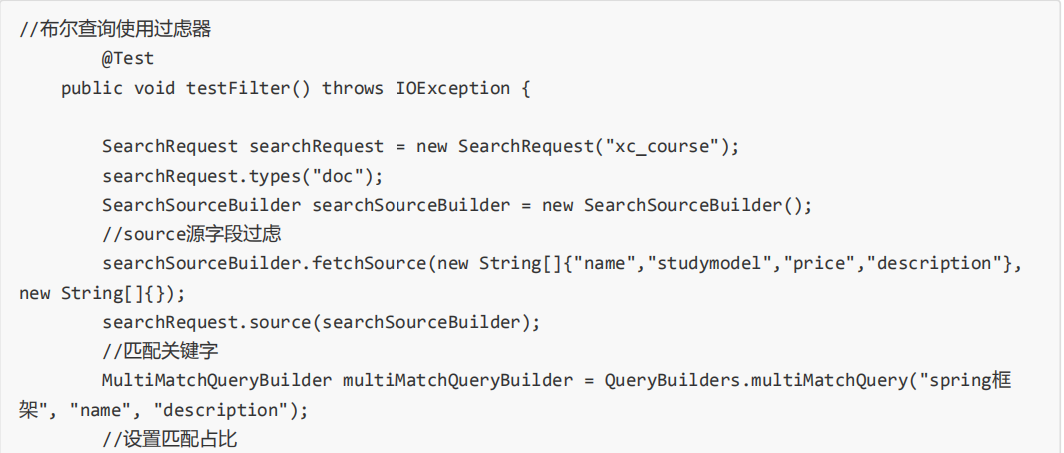 //布尔查询使用过虑器
@Test
public void testFilter() throws IOException {
SearchRequest searchRequest = new SearchRequest("xc_course");
searchRequest.types("doc");
SearchSourceBuilder searchSourceBuilder = new SearchSourceBuilder();
//source源字段过虑
searchSourceBuilder.fetchSource(new String[]{"name","studymodel","price","description"},
new String[]{});
searchRequest.source(searchSourceBuilder);
//匹配关键字
MultiMatchQueryBuilder multiMatchQueryBuilder = QueryBuilders.multiMatchQuery("spring框
架", "name", "description");
//设置匹配占比